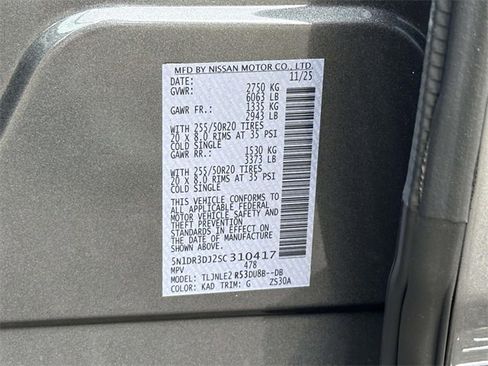 MFD BY NISSAN MOTOR CO., LTD.
DATE: 11/25
GVWR: 2750 KG
6063 LB
GAWR FR.: 1335 KG
2943 LB
WITH 255/50R20 TIRES
20 x 8.0 RIMS AT 35 PSI
COLD SINGLE
GAWR RR.: 1530 KG
3373 LB
WITH 255/50R20 TIRES
20 x 8.0 RIMS AT 35 PSI
COLD SINGLE
THIS VEHICLE CONFORMS TO
ALL APPLICABLE FEDERAL
MOTOR VEHICLE SAFETY AND
THEFT PREVENTION
STANDARDS IN EFFECT ON THE
DATE OF MANUFACTURE SHOWN
ABOVE.
5N1DR3DJ2SC310417
MPV 478
MODEL: TLJNLE2 R53DU8B--DB
COLOR: KAD TRIM: G ZS30A